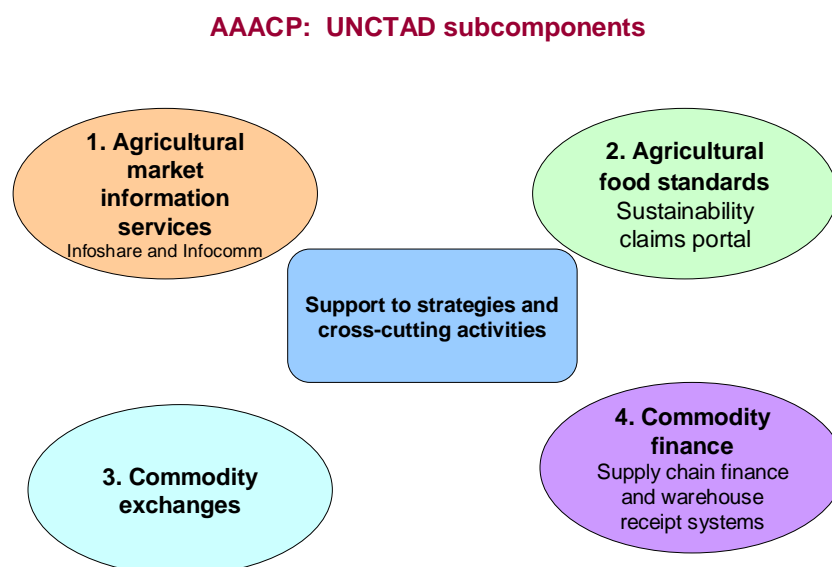 AAACP: UNCTAD subcomponents
1. Agricultural
market
information
services
Infoshare and Infocomm
2. Agricultural
food standards
Sustainability
claims portal
Support to strategies and
cross-cutting activities
3. Commodity
exchanges
4. Commodity
finance
Supply chain finance
and warehouse
receipt systems